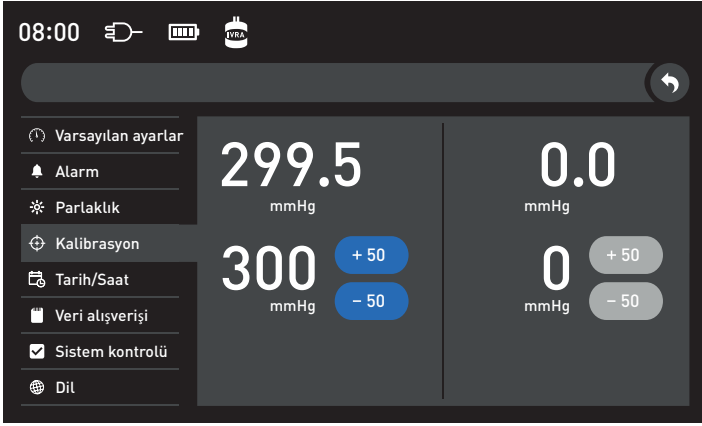 08:00
IVRA
Varsayılan ayarlar
Alarm
Parlaklık
Kalibrasyon
Tarih/Saat
Veri alışverişi
Sistem kontrolü
Dil
299.5
mmHg
300
mmHg
+ 50
− 50
0.0
mmHg
0
mmHg
+ 50
− 50